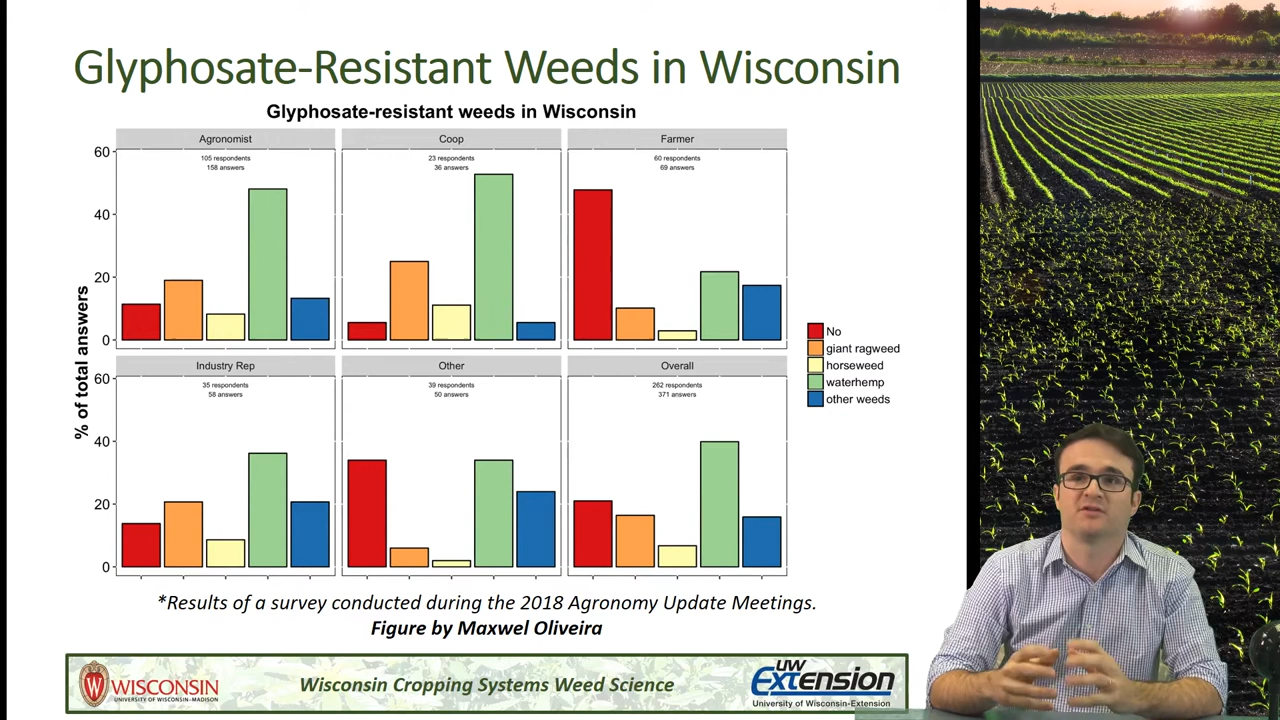 Glyphosate-Resistant Weeds in Wisconsin
Glyphosate-resistant weeds in Wisconsin
Agronomist
Coop
Farmer
60
40
20
0
105 respondents
158 answers
23 respondents
36 answers
60 respondents
69 answers
% of total answers
Industry Rep
Other
Overall
60
40
20
0
35 respondents
58 answers
39 respondents
50 answers
262 respondents
371 answers
No
giant ragweed
horseweed
waterhemp
other weeds
*Results of a survey conducted during the 2018 Agronomy Update Meetings.
Figure by Maxwel Oliveira
W
WISCONSIN
UNIVERSITY OF WISCONSIN–MADISON
Wisconsin Cropping Systems Weed Science
UW
Extension
University of Wisconsin-Extension